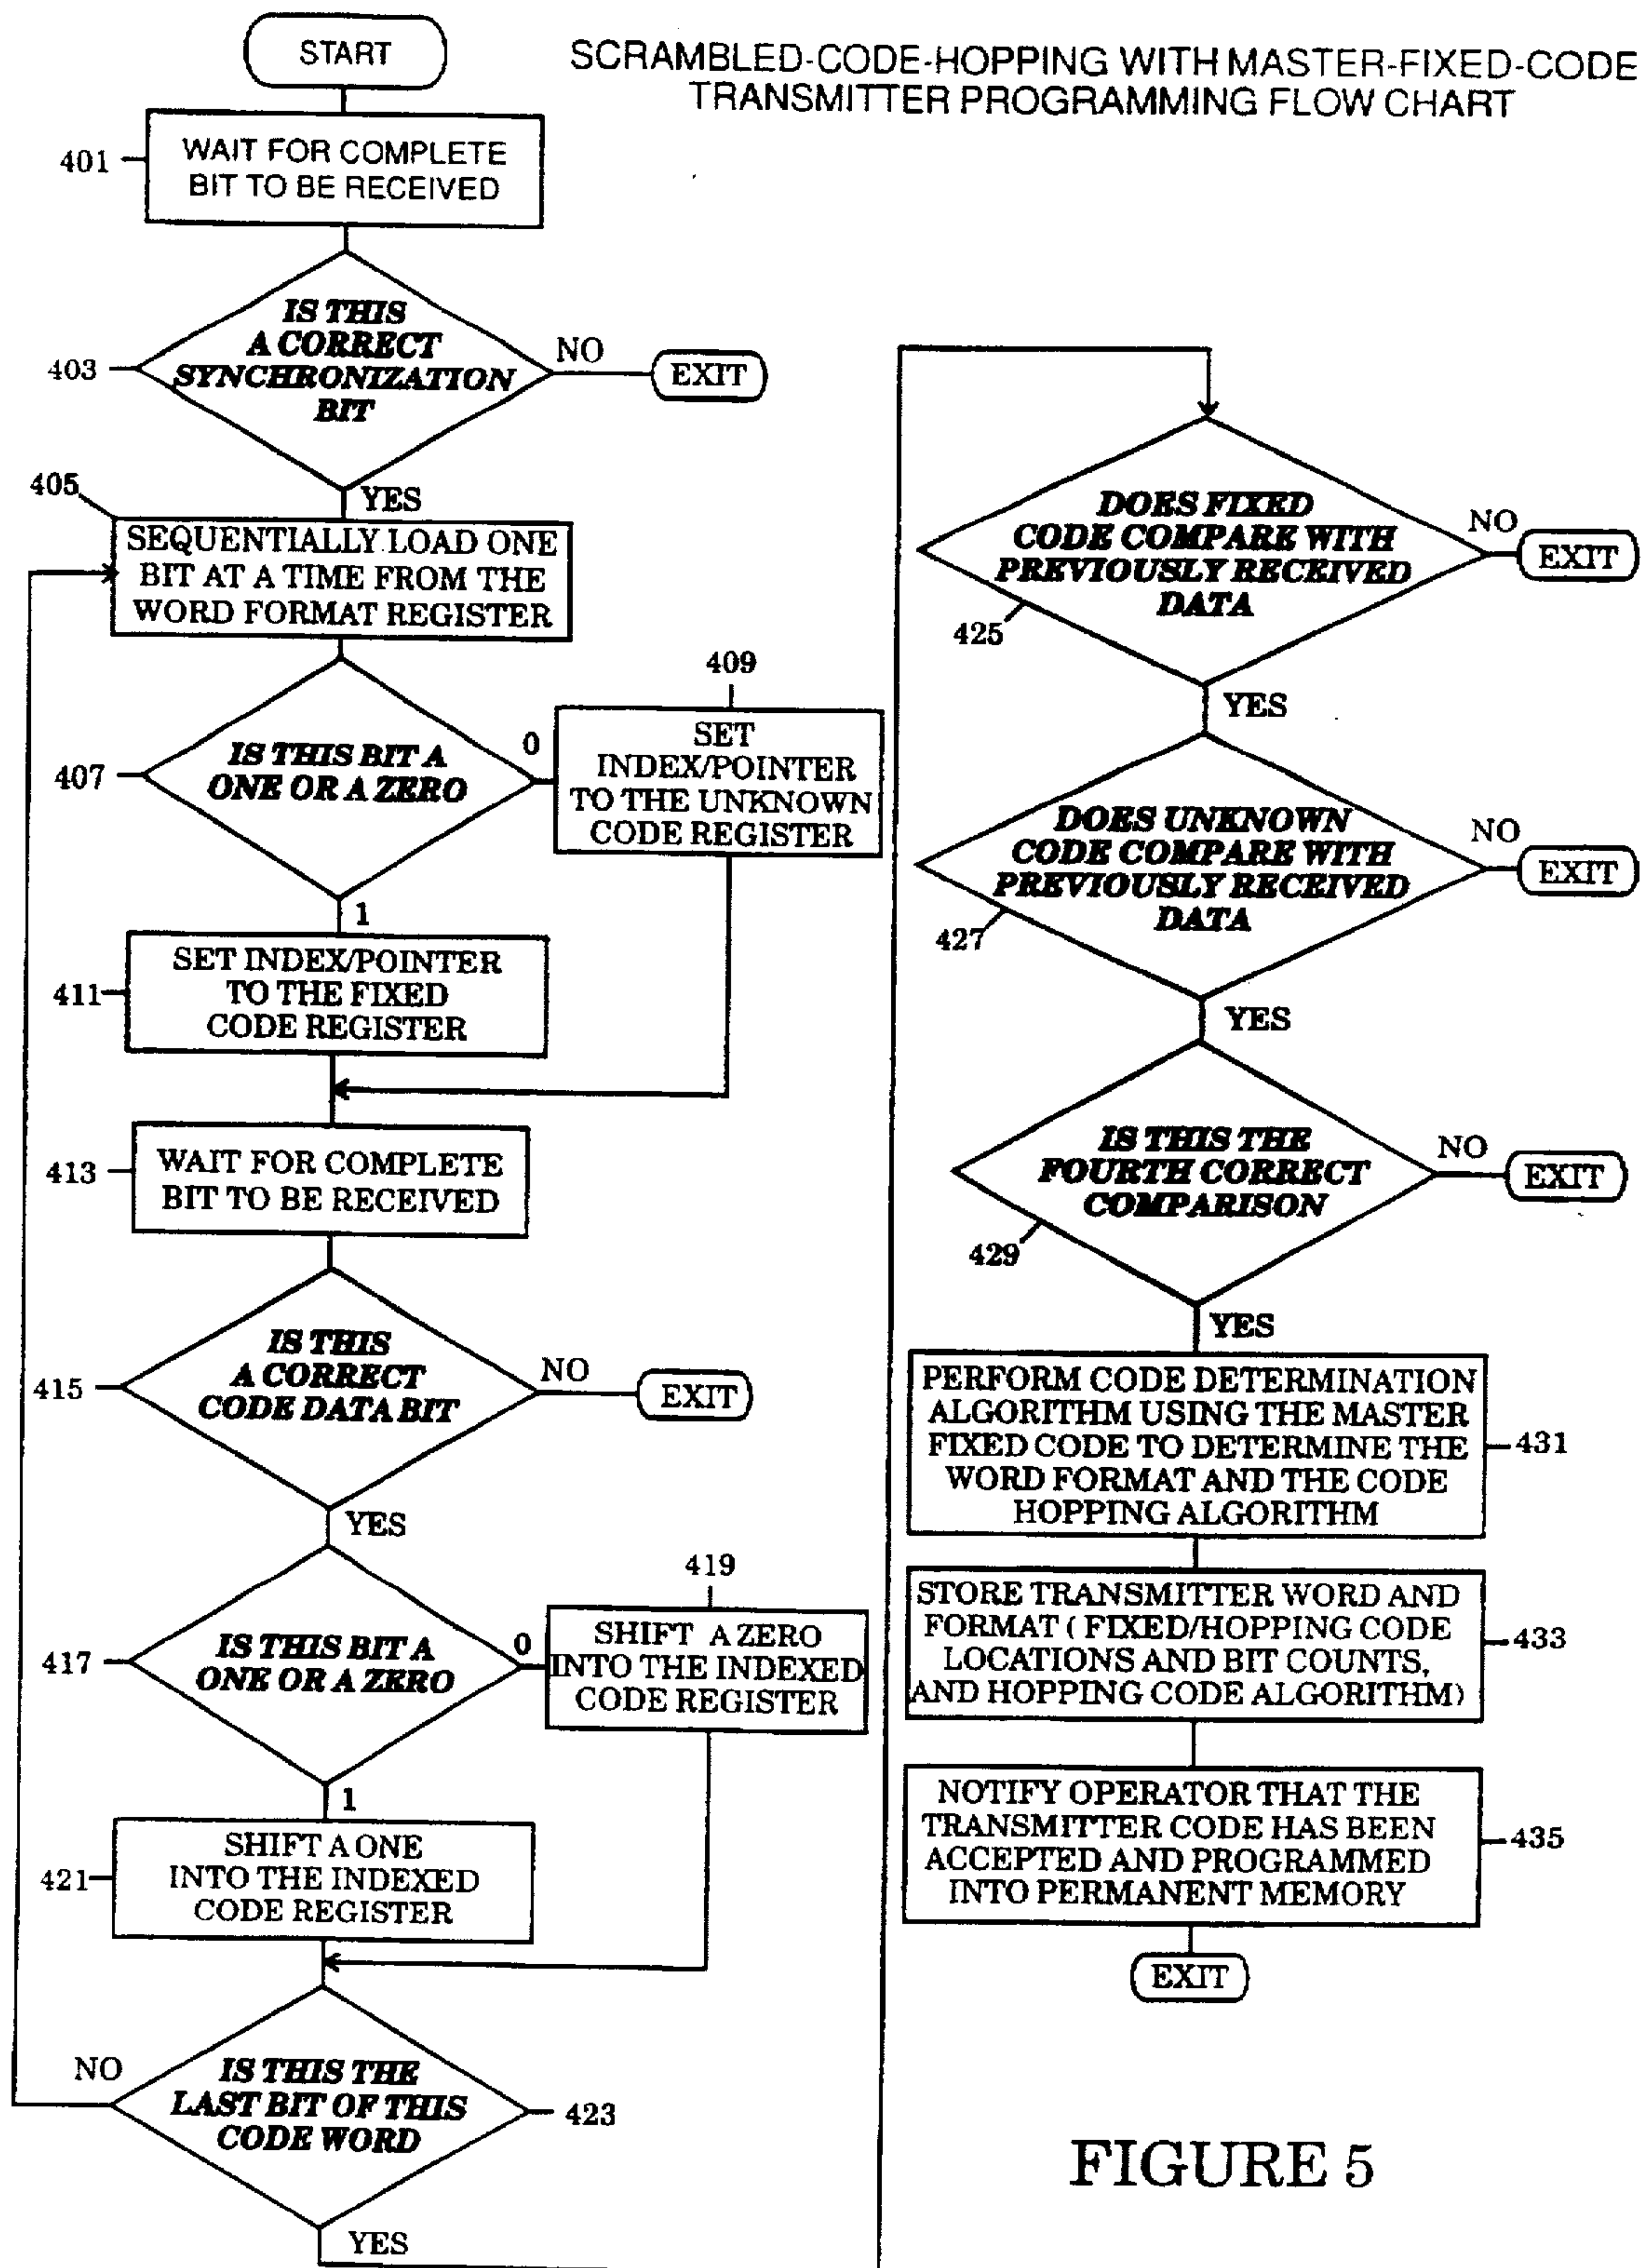 START
SCRAMBLED-CODE-HOPPING WITH MASTER-FIXED-CODE
TRANSMITTER PROGRAMMING FLOW CHART
401
WAIT FOR COMPLETE
BIT TO BE RECEIVED
403
IS THIS
A CORRECT
SYNCHRONIZATION
BIT
NO
EXIT
YES
405
SEQUENTIALLY LOAD ONE
BIT AT A TIME FROM THE
WORD FORMAT REGISTER
407
IS THIS BIT A
ONE OR A ZERO
0
409
SET
INDEX/POINTER
TO THE UNKNOWN
CODE REGISTER
1
411
SET INDEX/POINTER
TO THE FIXED
CODE REGISTER
413
WAIT FOR COMPLETE
BIT TO BE RECEIVED
415
IS THIS
A CORRECT
CODE DATA BIT
NO
EXIT
YES
417
IS THIS BIT A
ONE OR A ZERO
0
419
SHIFT A ZERO
INTO THE INDEXED
CODE REGISTER
1
421
SHIFT A ONE
INTO THE INDEXED
CODE REGISTER
NO
IS THIS THE
LAST BIT OF THIS
CODE WORD
423
YES
DOES FIXED
CODE COMPARE WITH
PREVIOUSLY RECEIVED
DATA
425
NO
EXIT
YES
DOES UNKNOWN
CODE COMPARE WITH
PREVIOUSLY RECEIVED
DATA
427
NO
EXIT
YES
IS THIS THE
FOURTH CORRECT
COMPARISON
429
NO
EXIT
YES
PERFORM CODE DETERMINATION
ALGORITHM USING THE MASTER
FIXED CODE TO DETERMINE THE
WORD FORMAT AND THE CODE
HOPPING ALGORITHM
431
STORE TRANSMITTER WORD AND
FORMAT ( FIXED/HOPPING CODE
LOCATIONS AND BIT COUNTS,
AND HOPPING CODE ALGORITHM)
433
NOTIFY OPERATOR THAT THE
TRANSMITTER CODE HAS BEEN
ACCEPTED AND PROGRAMMED
INTO PERMANENT MEMORY
435
EXIT
FIGURE 5